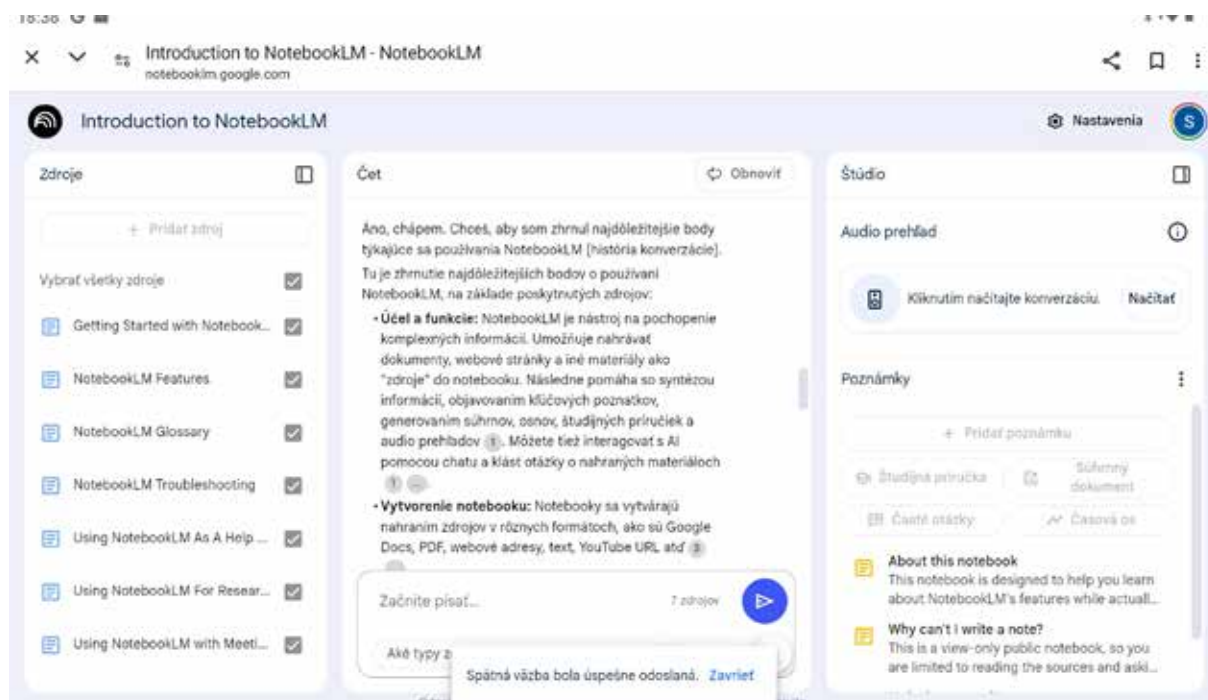 18:38 G
Introduction to NotebookLM - NotebookLM
notebooklm.google.com
Introduction to NotebookLM
Nastavenia
S
Zdroje
+ Pridať zdroj
Vybrať všetky zdroje
Getting Started with Notebook...
NotebookLM Features
NotebookLM Glossary
NotebookLM Troubleshooting
Using NotebookLM As A Help ...
Using NotebookLM For Resear...
Using NotebookLM with Meeti...
Čet
Obnoviť
Áno, chápem. Chceš, aby som zhrnul najdôležitejšie body
týkajúce sa používania NotebookLM [história konverzácie].
Tu je zhrnutie najdôležitejších bodov o používaní
NotebookLM, na základe poskytnutých zdrojov:
• Účel a funkcie: NotebookLM je nástroj na pochopenie
komplexných informácií. Umožňuje nahrávať
dokumenty, webové stránky a iné materiály ako
"zdroje" do notebooku. Následne pomáha so syntézou
informácií, objavovaním kľúčových poznatkov,
generovaním súhrnov, osnov, študijných príručiek a
audio prehľadov 1. Môžete tiež interagovať s AI
pomocou chatu a klásť otázky o nahraných materiáloch
1 ...
• Vytvorenie notebooku: Notebooky sa vytvárajú
nahraním zdrojov v rôznych formátoch, ako sú Google
Docs, PDF, webové adresy, text, YouTube URL atď 3
Začnite písať...
7 zdrojov
Aké typy
Spätná väzba bola úspešne odoslaná. Zavrieť
Štúdio
Audio prehľad
Kliknutím načítajte konverzáciu.
Načítať
Poznámky
+ Pridať poznámku
Študijná príručka
Súhrnný
dokument
Časté otázky
Časová os
About this notebook
This notebook is designed to help you learn
about NotebookLM's features while actuall...
Why can't I write a note?
This is a view-only public notebook, so you
are limited to reading the sources and aski...